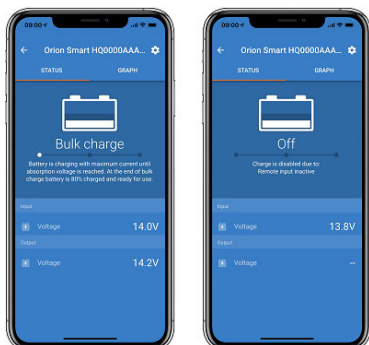 09:00
Orion Smart HQ0000AAA...
STATUS GRAPH
Bulk charge
Battery is charging with maximum current until
absorption voltage is reached. At the end of bulk
charge battery is 80% charged and ready for use.
Input
Voltage 14.0V
Output
Voltage 14.2V
09:00
Orion Smart HQ0000AAA...
STATUS GRAPH
Off
Charge is disabled due to:
Remote input inactive
Input
Voltage 13.8V
Output
Voltage --